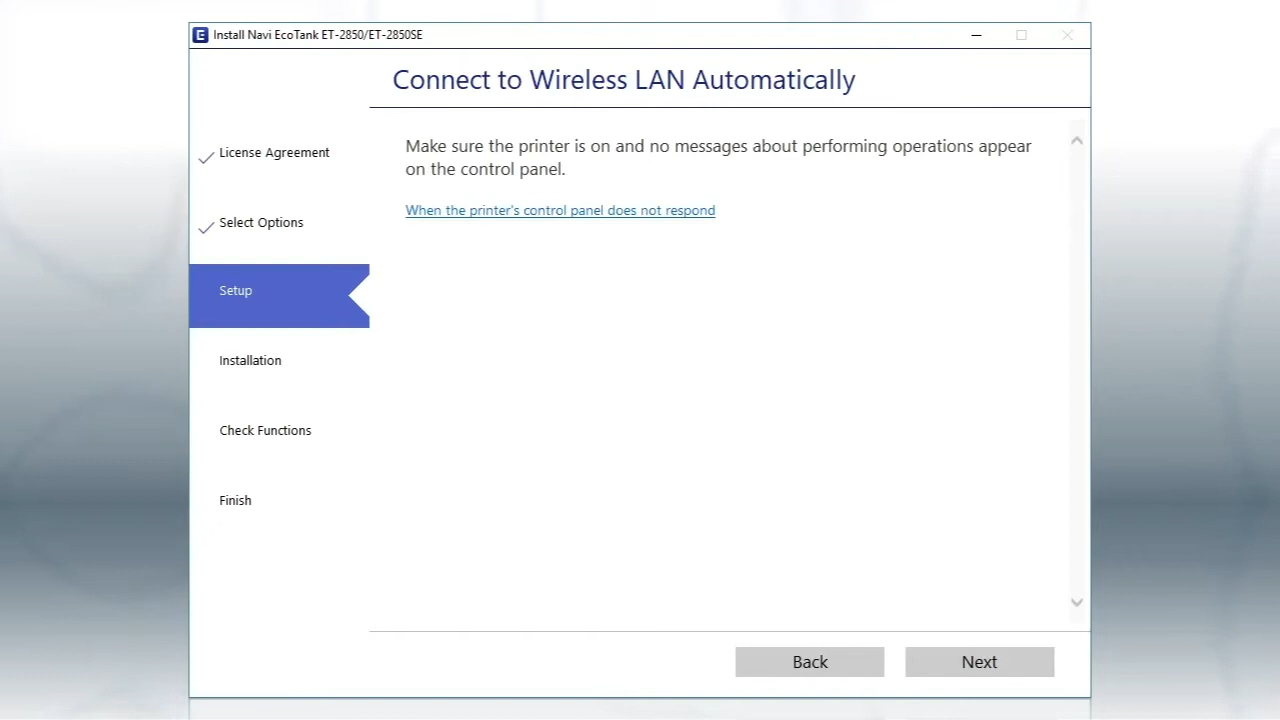 Install Navi EcoTank ET-2850/ET-2850SE
Connect to Wireless LAN Automatically
License Agreement
Select Options
Setup
Installation
Check Functions
Finish
Make sure the printer is on and no messages about performing operations appear
on the control panel.
When the printer's control panel does not respond
Back
Next